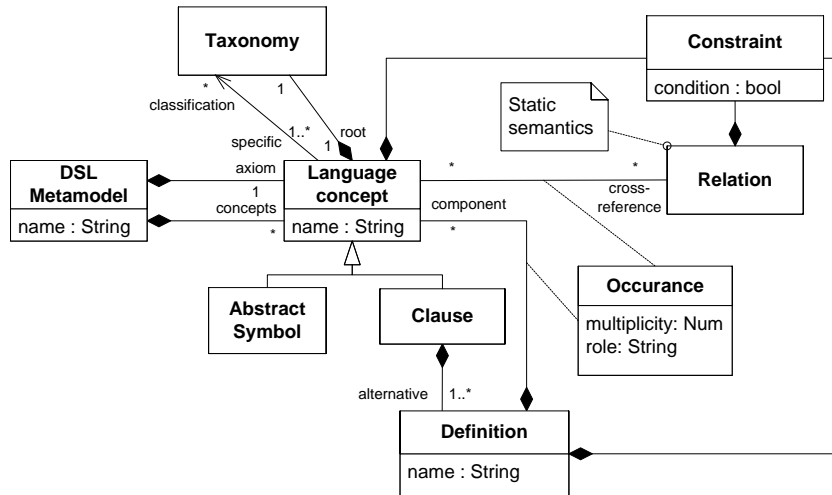 Taxonomy
Constraint
condition : bool
*
classification
1
specific
1..*
1
root
Static
semantics
DSL
Metamodel
name : String
axiom
1
concepts
*
Language
concept
name : String
*
*
cross-
reference
Relation
component
*
Abstract
Symbol
Clause
Occurance
multiplicity: Num
role: String
alternative
1..*
Definition
name : String